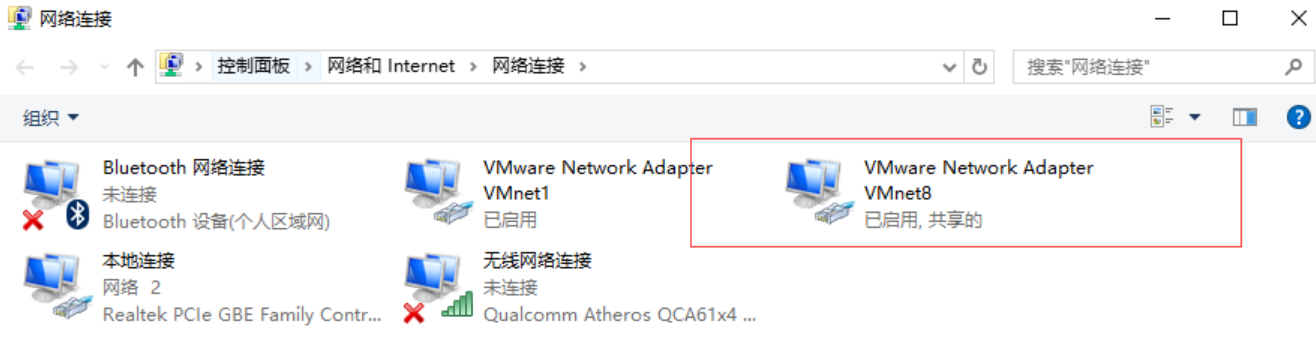 网络连接
控制面板 网络和 Internet 网络连接
搜索"网络连接"
组织
Bluetooth 网络连接
未连接
Bluetooth 设备(个人区域网)
VMware Network Adapter
VMnet1
已启用
VMware Network Adapter
VMnet8
已启用, 共享的
本地连接
网络 2
Realtek PCIe GBE Family Contr...
无线网络连接
未连接
Qualcomm Atheros QCA61x4 ...